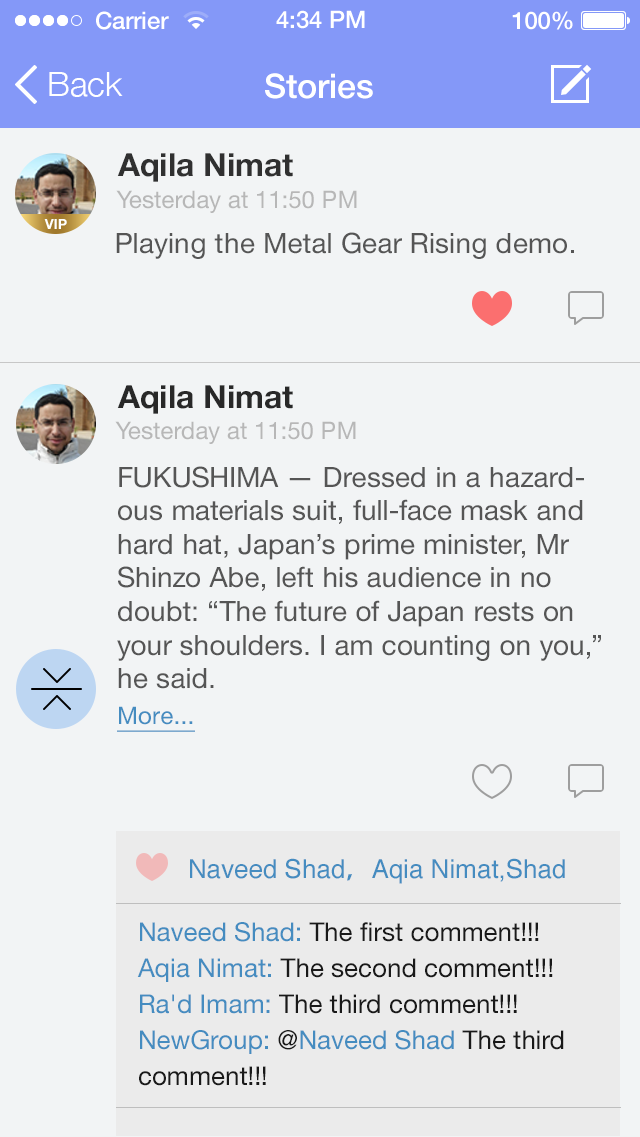 Carrier 4:34 PM 100%
Back Stories
Aqila Nimat
Yesterday at 11:50 PM
VIP
Playing the Metal Gear Rising demo.
Aqila Nimat
Yesterday at 11:50 PM
FUKUSHIMA — Dressed in a hazard-
ous materials suit, full-face mask and
hard hat, Japan’s prime minister, Mr
Shinzo Abe, left his audience in no
doubt: “The future of Japan rests on
your shoulders. I am counting on you,”
he said.
More...
Naveed Shad, Aqia Nimat,Shad
Naveed Shad: The first comment!!!
Aqia Nimat: The second comment!!!
Ra'd Imam: The third comment!!!
NewGroup: @Naveed Shad The third
comment!!!